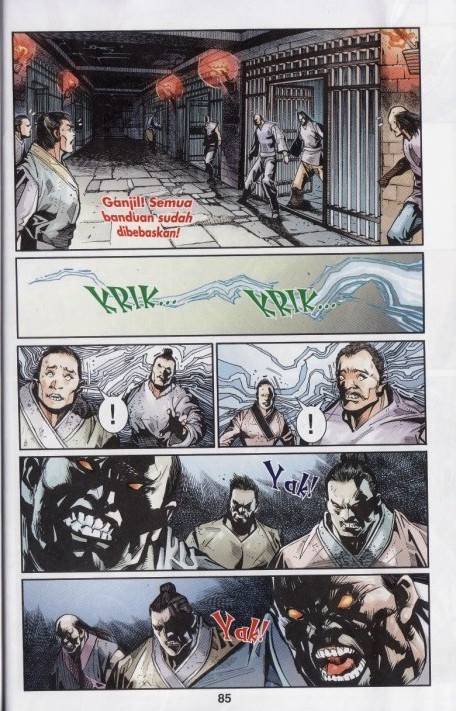 Ganjil! Semua
banduan sudah
dibebaskan!
KRIK...
KRIK...
!
!
Yak!
Yak!
85